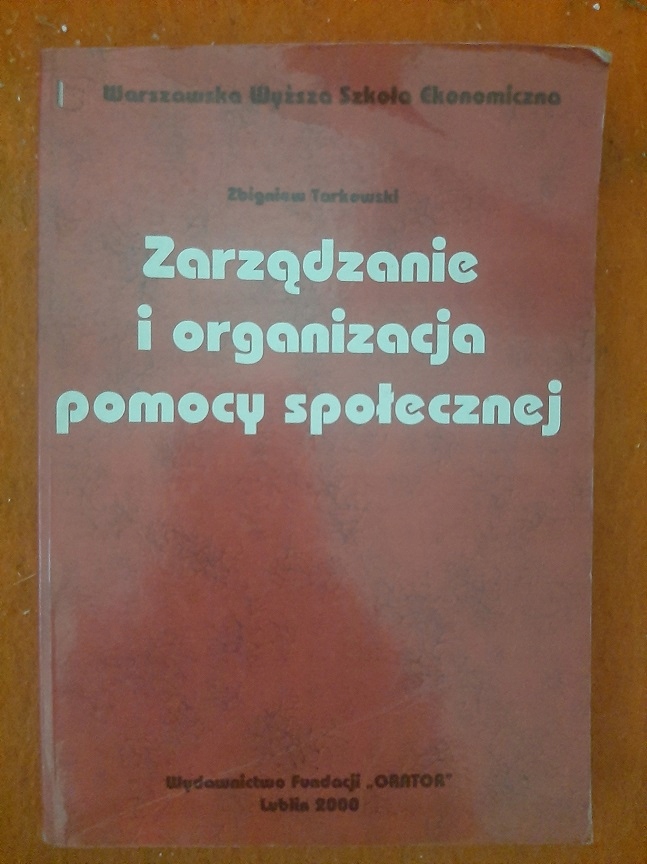 Warszawska Wyższa Szkoła Ekonomiczna
Zbigniew Tarkowski
Zarządzanie
i organizacja
pomocy społecznej
Wydawnictwo Fundacji „ORATOR"
Lublin 2000